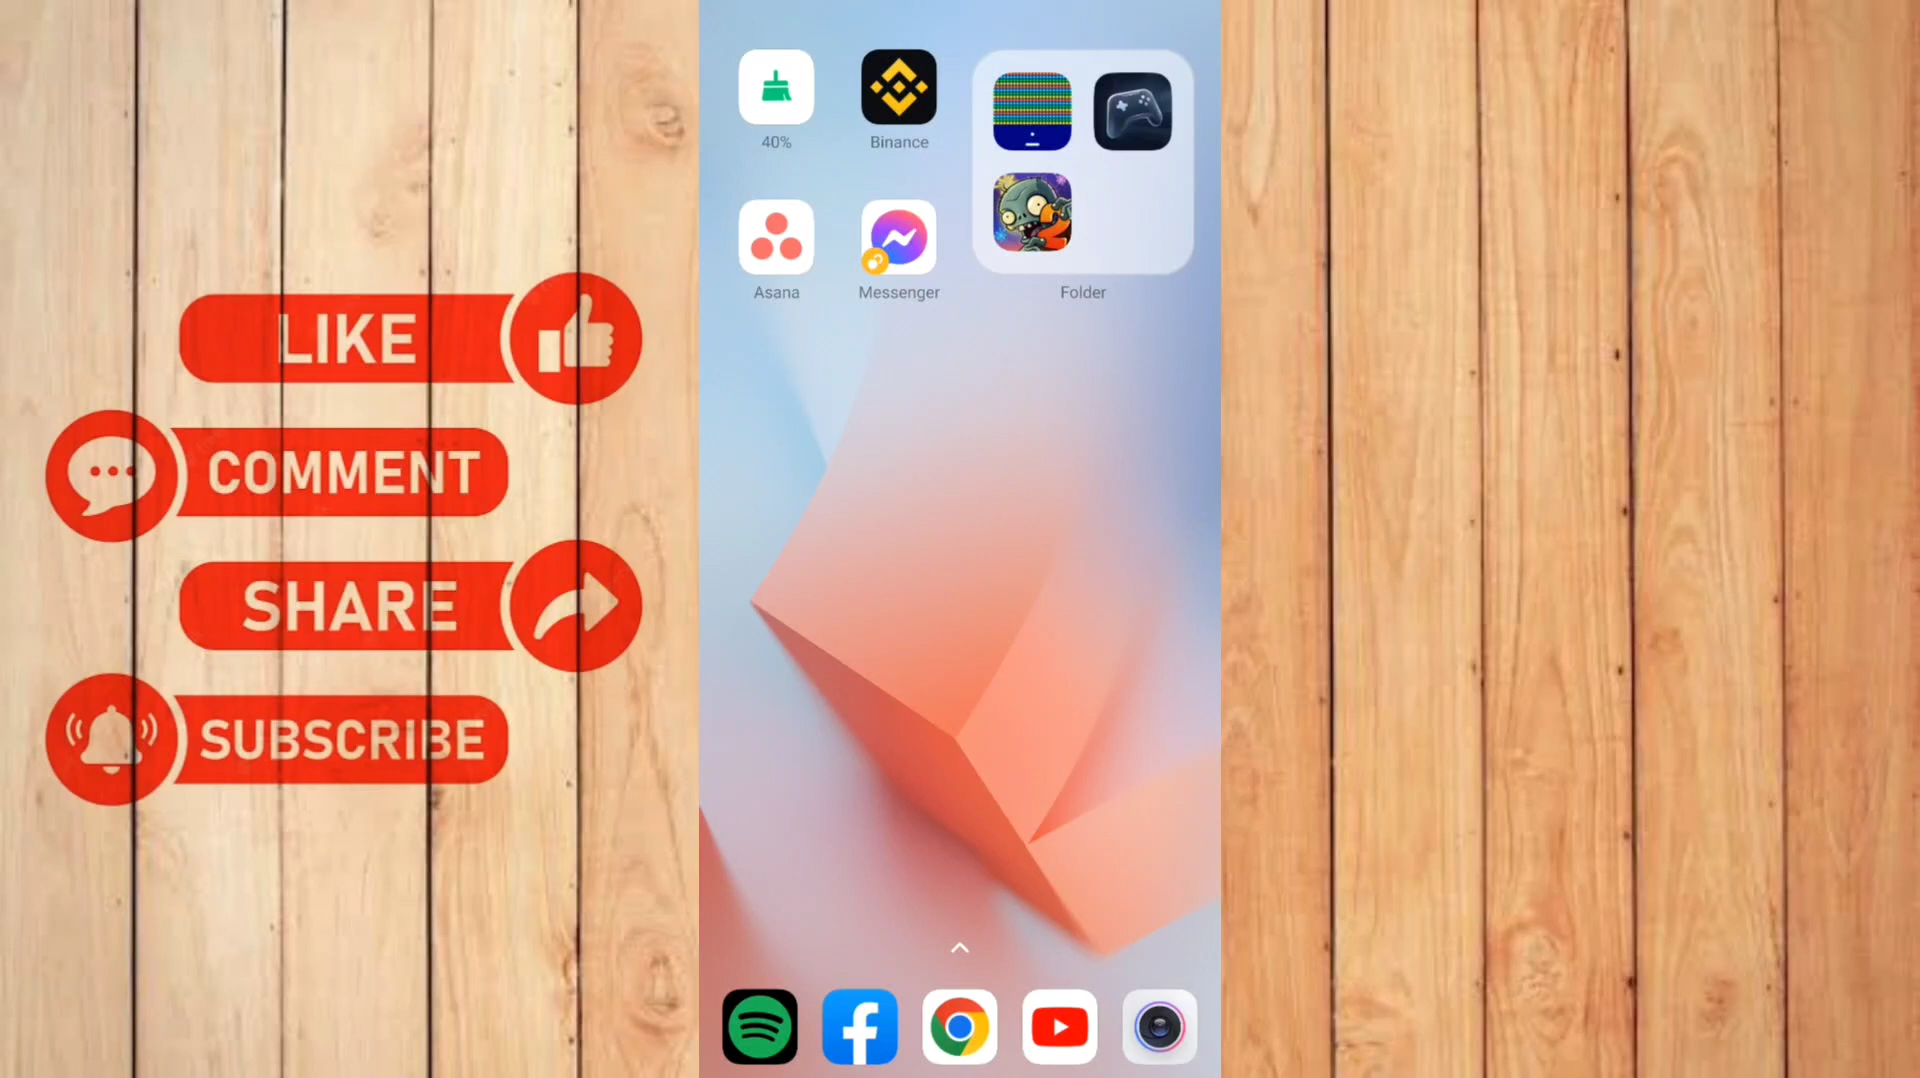 LIKE
COMMENT
SHARE
SUBSCRIBE
40%
Binance
Asana
Messenger
Folder